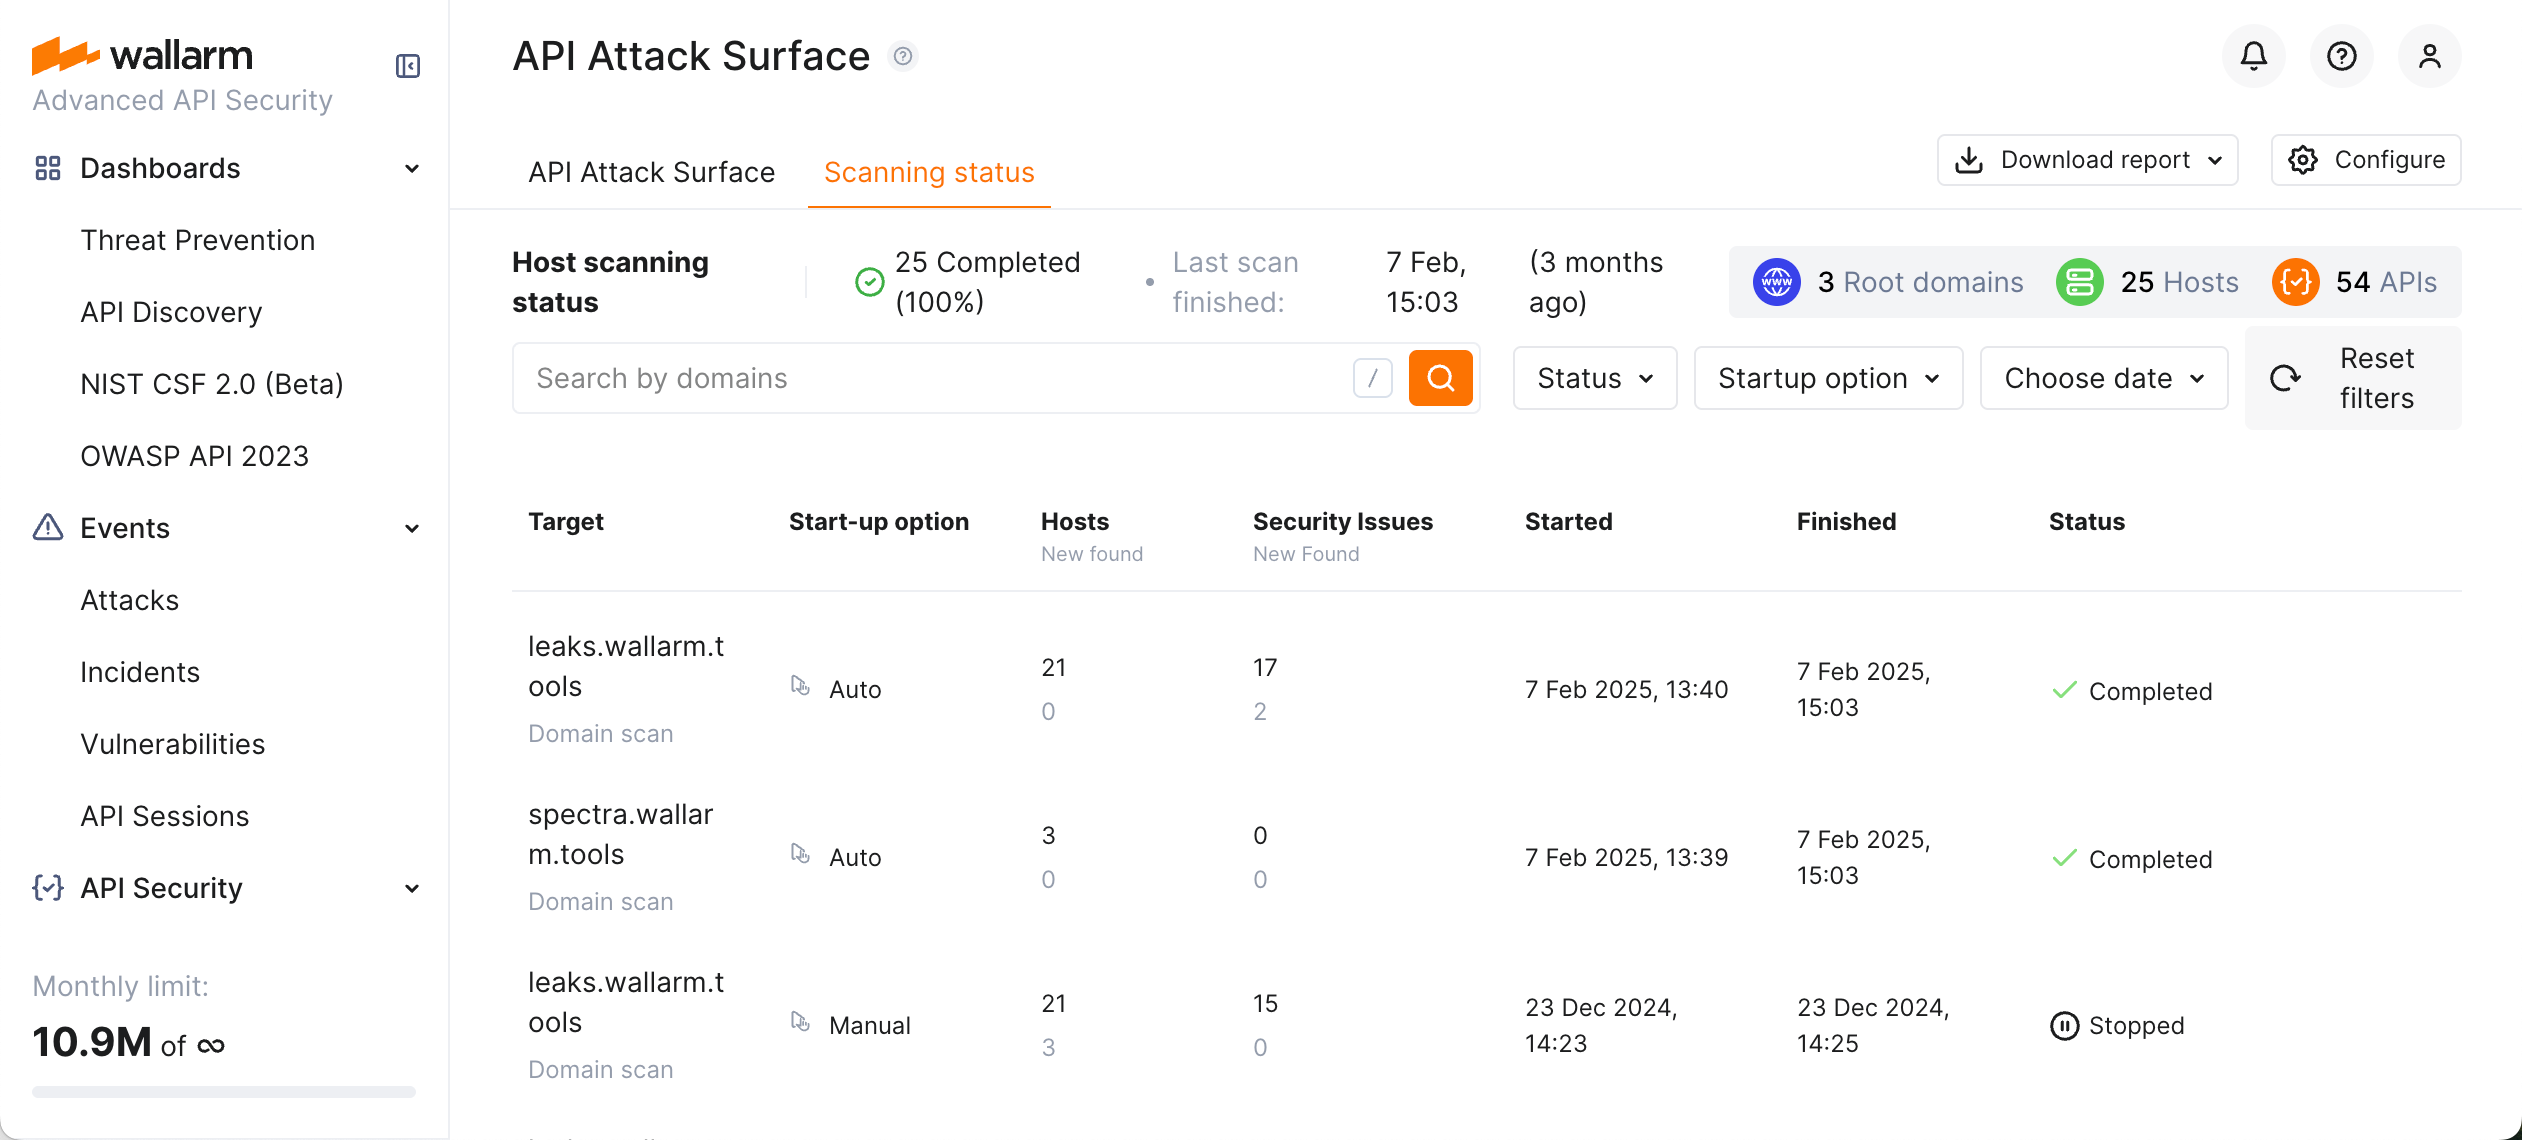 wallarm
Advanced API Security
Dashboards
Threat Prevention
API Discovery
NIST CSF 2.0 (Beta)
OWASP API 2023
Events
Attacks
Incidents
Vulnerabilities
API Sessions
API Security
Monthly limit:
10.9M of ∞
API Attack Surface
API Attack Surface
Scanning status
Download report
Configure
Host scanning
status
25 Completed
(100%)
•
Last scan
finished:
7 Feb,
15:03
(3 months
ago)
www
3 Root domains
25 Hosts
54 APIs
Search by domains
/
Status
Startup option
Choose date
Reset
filters
Target
Start-up option
Hosts
New found
Security Issues
New Found
Started
Finished
Status
leaks.wallarm.t
ools
Domain scan
Auto
21
0
17
2
7 Feb 2025, 13:40
7 Feb 2025,
15:03
Completed
spectra.wallar
m.tools
Domain scan
Auto
3
0
0
0
7 Feb 2025, 13:39
7 Feb 2025,
15:03
Completed
leaks.wallarm.t
ools
Domain scan
Manual
21
3
15
0
23 Dec 2024,
14:23
23 Dec 2024,
14:25
Stopped